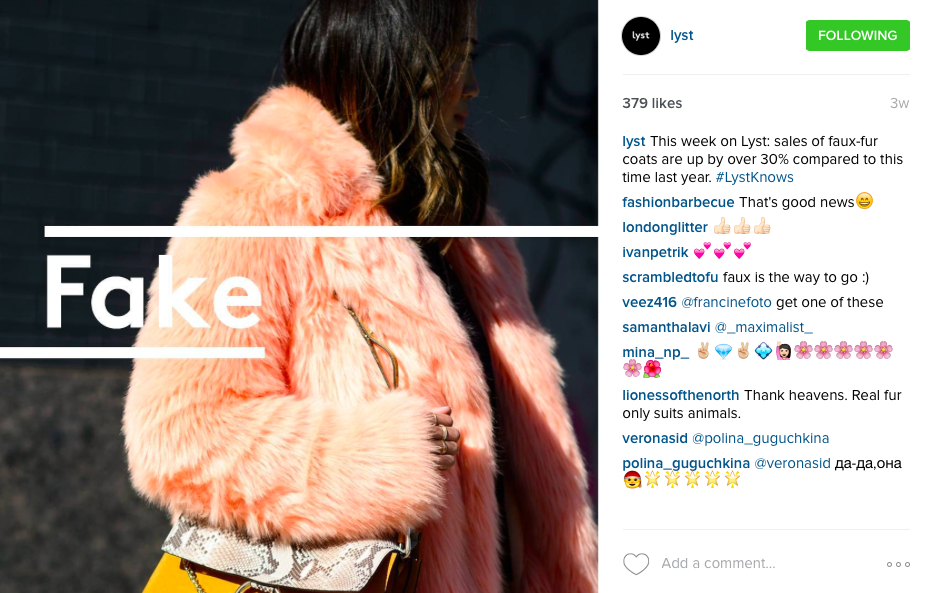 Fake
lyst
lyst
FOLLOWING
379 likes
3w
lyst This week on Lyst: sales of faux-fur
coats are up by over 30% compared to this
time last year. #LystKnows
fashionbarbecue That's good news😄
londonglitter 👍🏻👍🏻👍🏻
ivanpetrik 💕💕💕
scrambledtofu faux is the way to go :)
veez416 @francinefoto get one of these
samanthalavi @_maximalist_
mina_np_ ✌🏼💎✌🏼💠🙋🏻🌸🌸🌸🌸🌸
🌸🌺
lionessofthenorth Thank heavens. Real fur
only suits animals.
veronasid @polina_guguchkina
polina_guguchkina @veronasid да-да,она
🎅🌟🌟🌟🌟🌟
Add a comment...